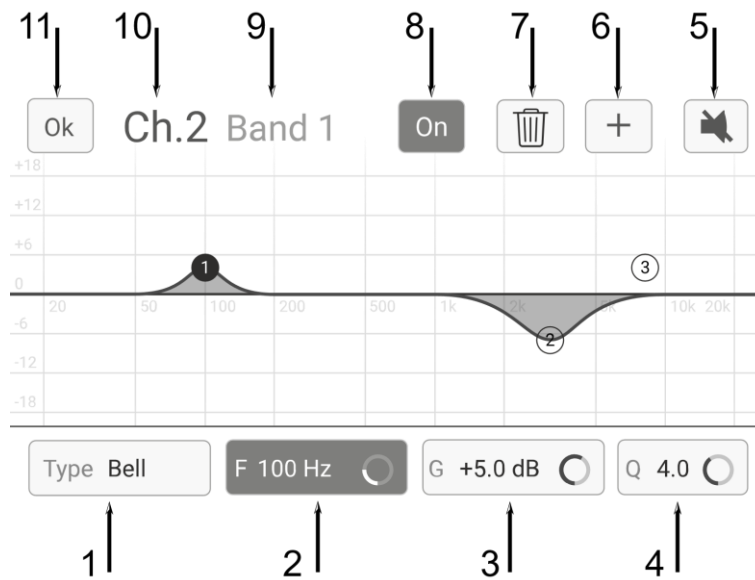 11 10 9 8 7 6 5
Ok Ch.2 Band 1 On +
+18
+12
+6
1 3
0
20 50 100 200 500 1k 2k 5k 10k 20k
-6
2
-12
-18
Type Bell F 100 Hz G +5.0 dB Q 4.0
1 2 3 4